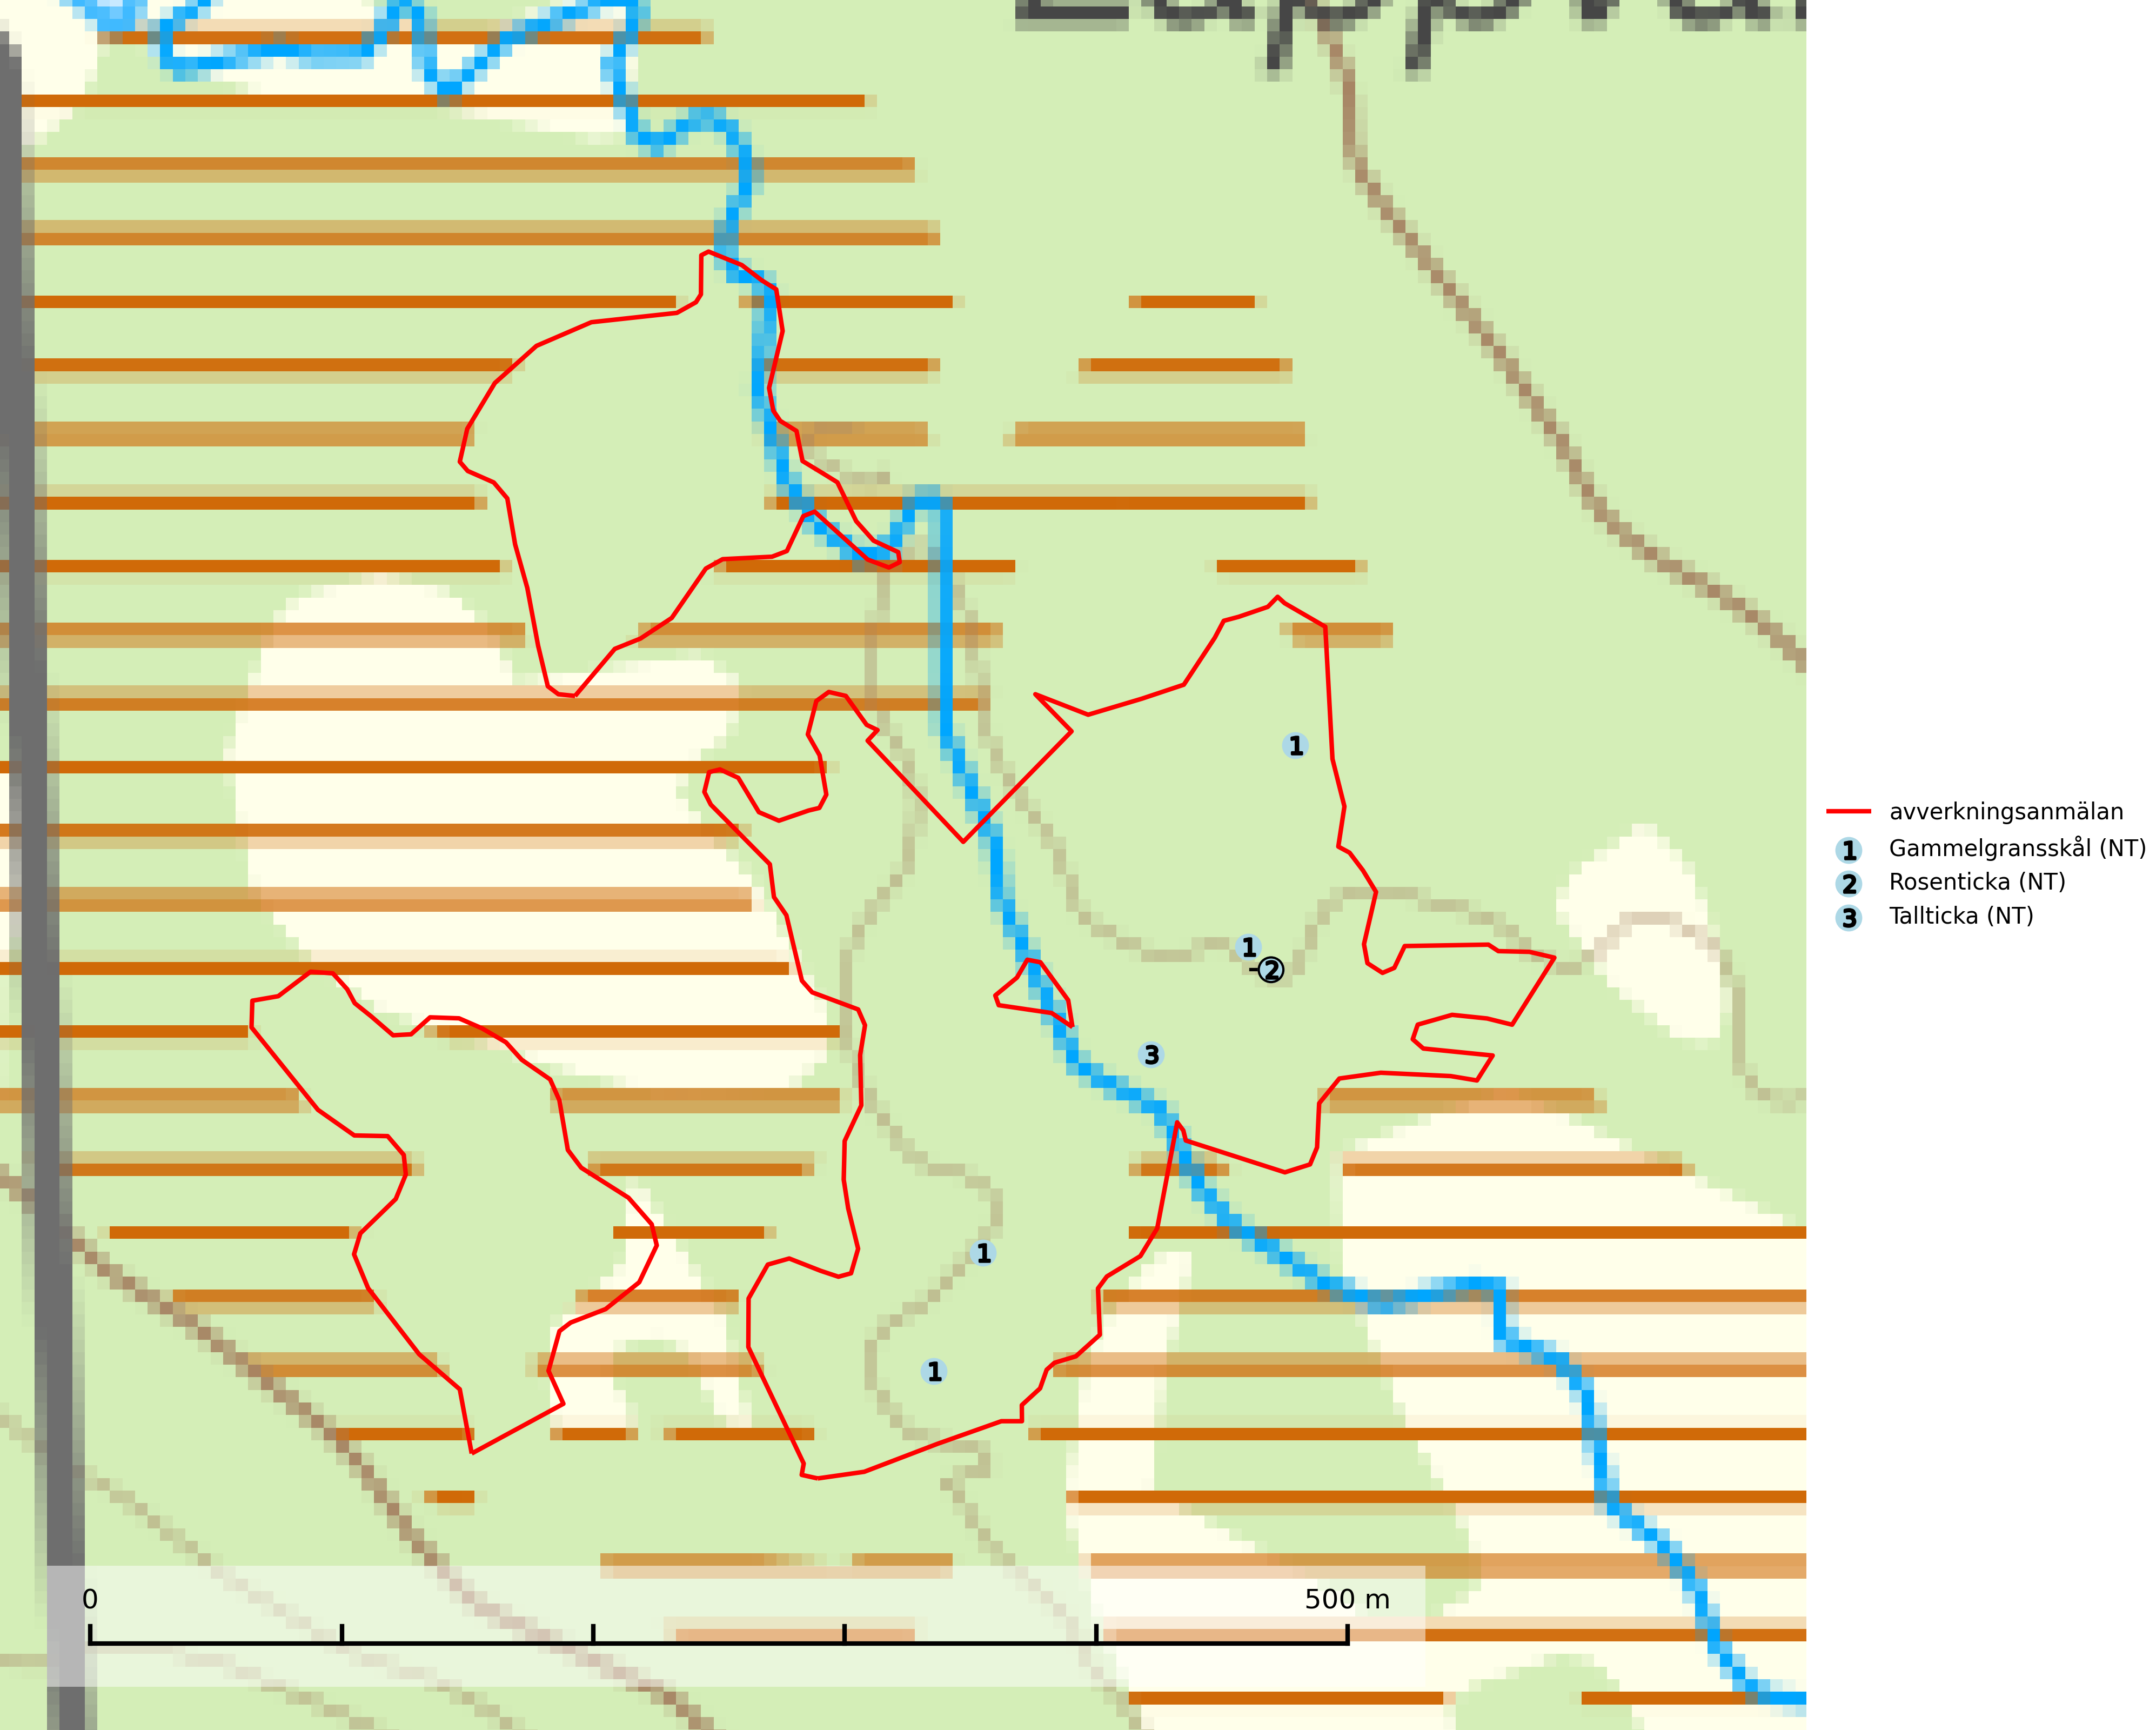 1
1
2
3
1
1
avverkningsanmälan
1 Gammelgransskål (NT)
2 Rosenticka (NT)
3 Tallticka (NT)
0 500 m